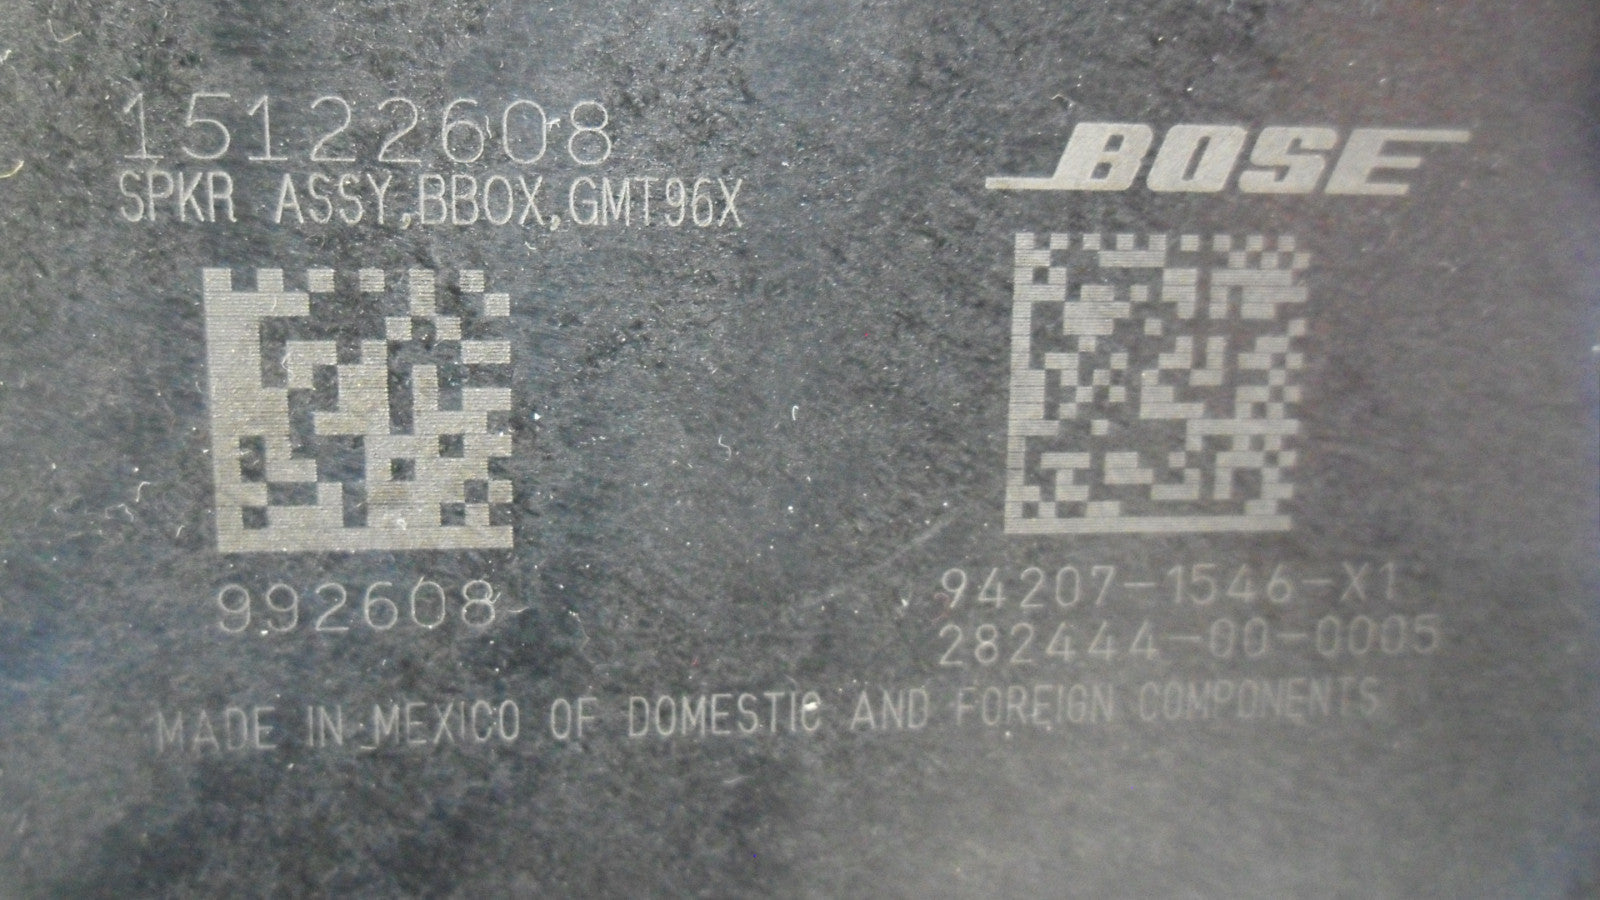 15122608
SPKR ASSY,BBOX,GMT96X
992608
BOSE
94207-1546-X1
282444-00-0005
MADE IN MEXICO OF DOMESTIC AND FOREIGN COMPONENTS